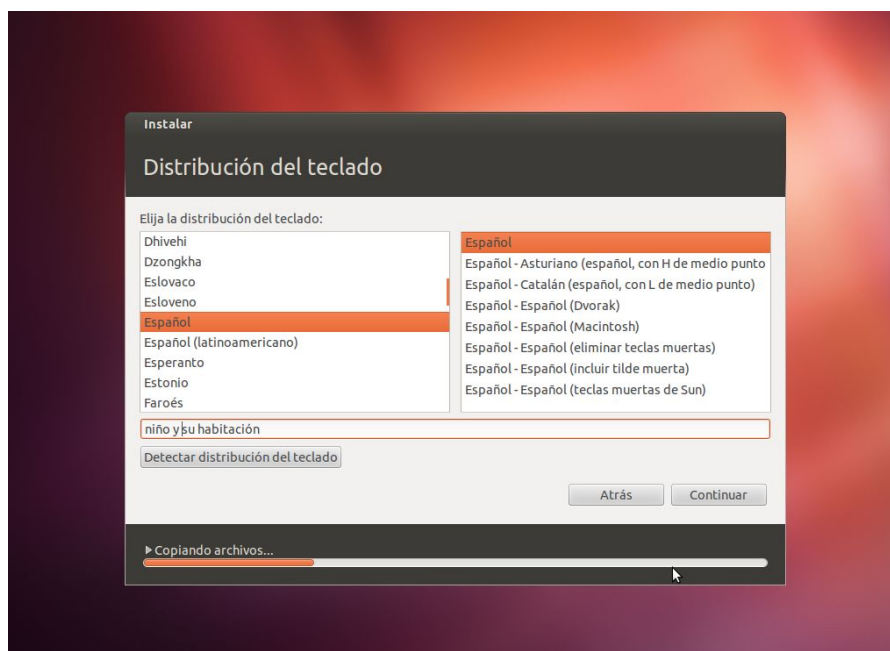 Instalar
Distribución del teclado
Elija la distribución del teclado:
Dhivehi
Dzongkha
Eslovaco
Esloveno
Español
Español (latinoamericano)
Esperanto
Estonio
Faroés
Español
Español - Asturiano (español, con H de medio punto
Español - Catalán (español, con L de medio punto)
Español - Español (Dvorak)
Español - Español (Macintosh)
Español - Español (eliminar teclas muertas)
Español - Español (incluir tilde muerta)
Español - Español (teclas muertas de Sun)
niño y su habitación
Detectar distribución del teclado
Atrás
Continuar
Copiando archivos...